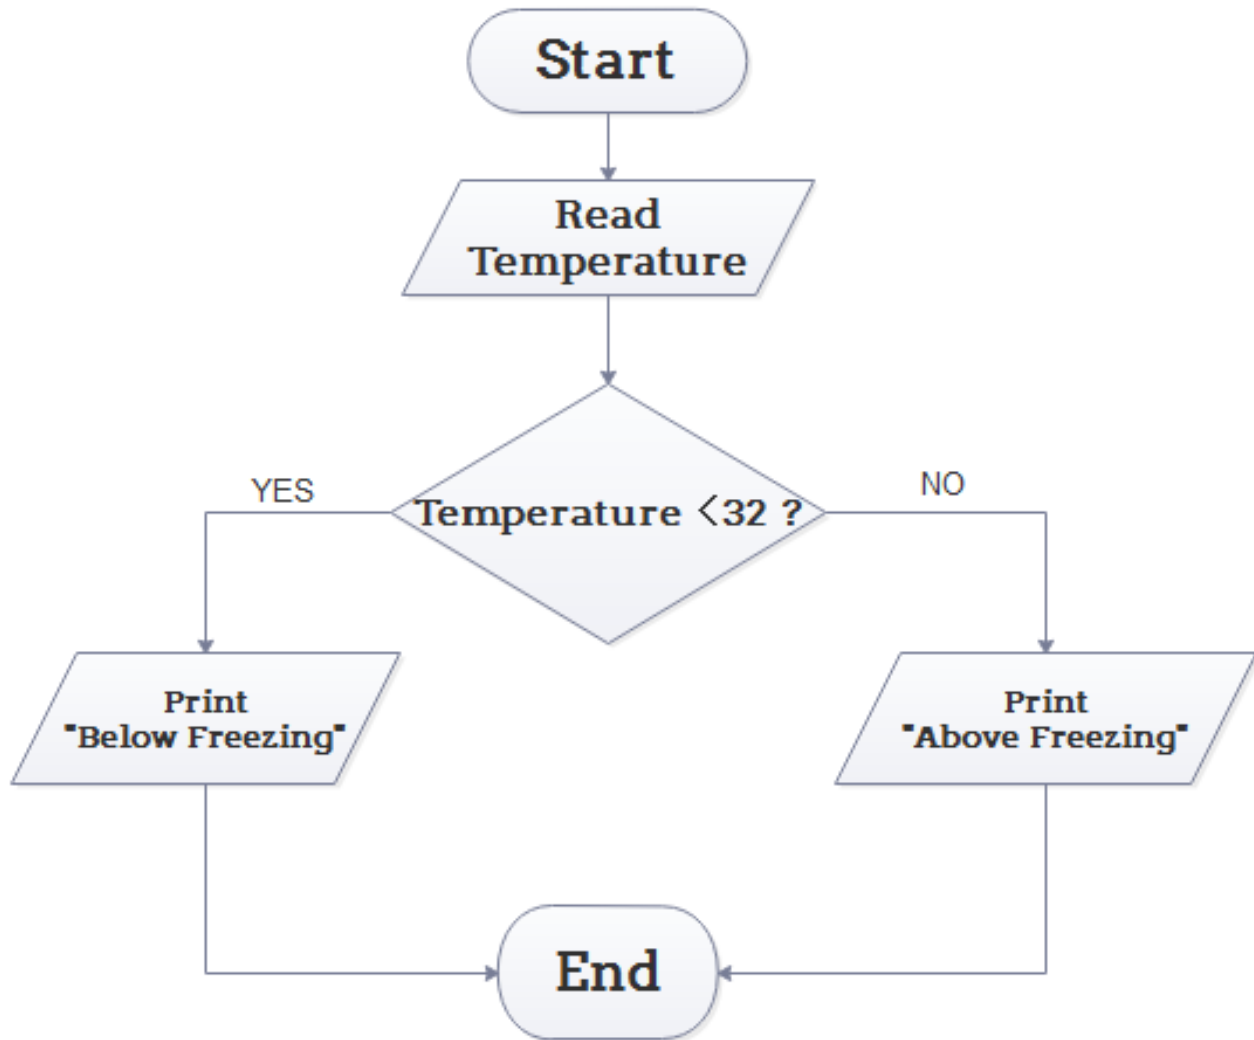 Start
Read
Temperature
Temperature <32 ?
YES
NO
Print
"Below Freezing"
Print
"Above Freezing"
End